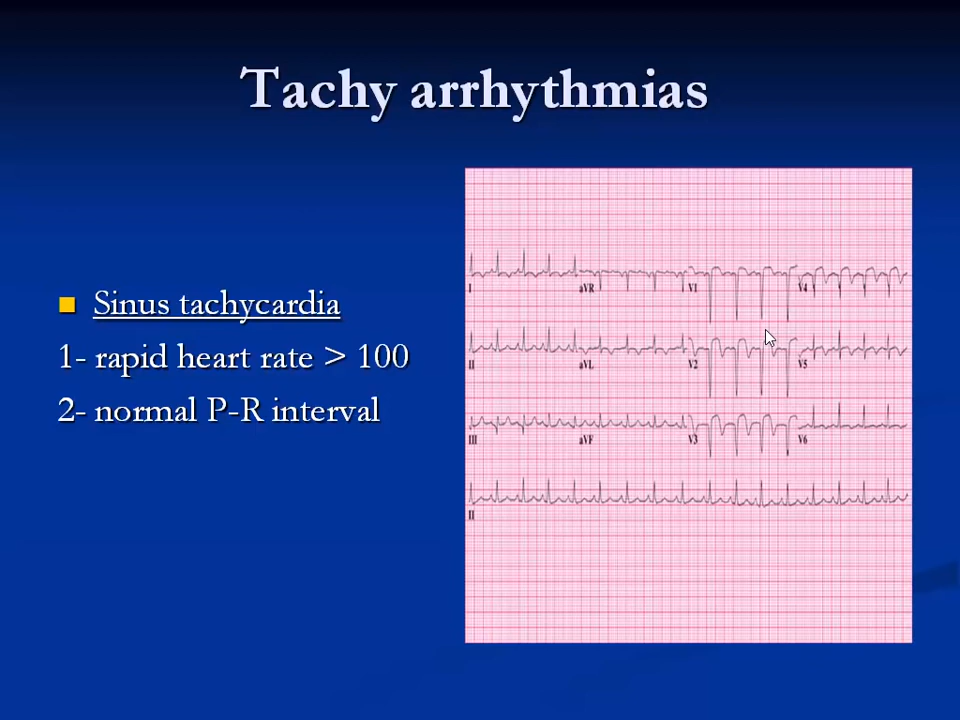 Tachy arrhythmias
Sinus tachycardia
1- rapid heart rate > 100
2- normal P-R interval
I aVR V1 V4
II aVL V2 V5
III aVF V3 V6
II